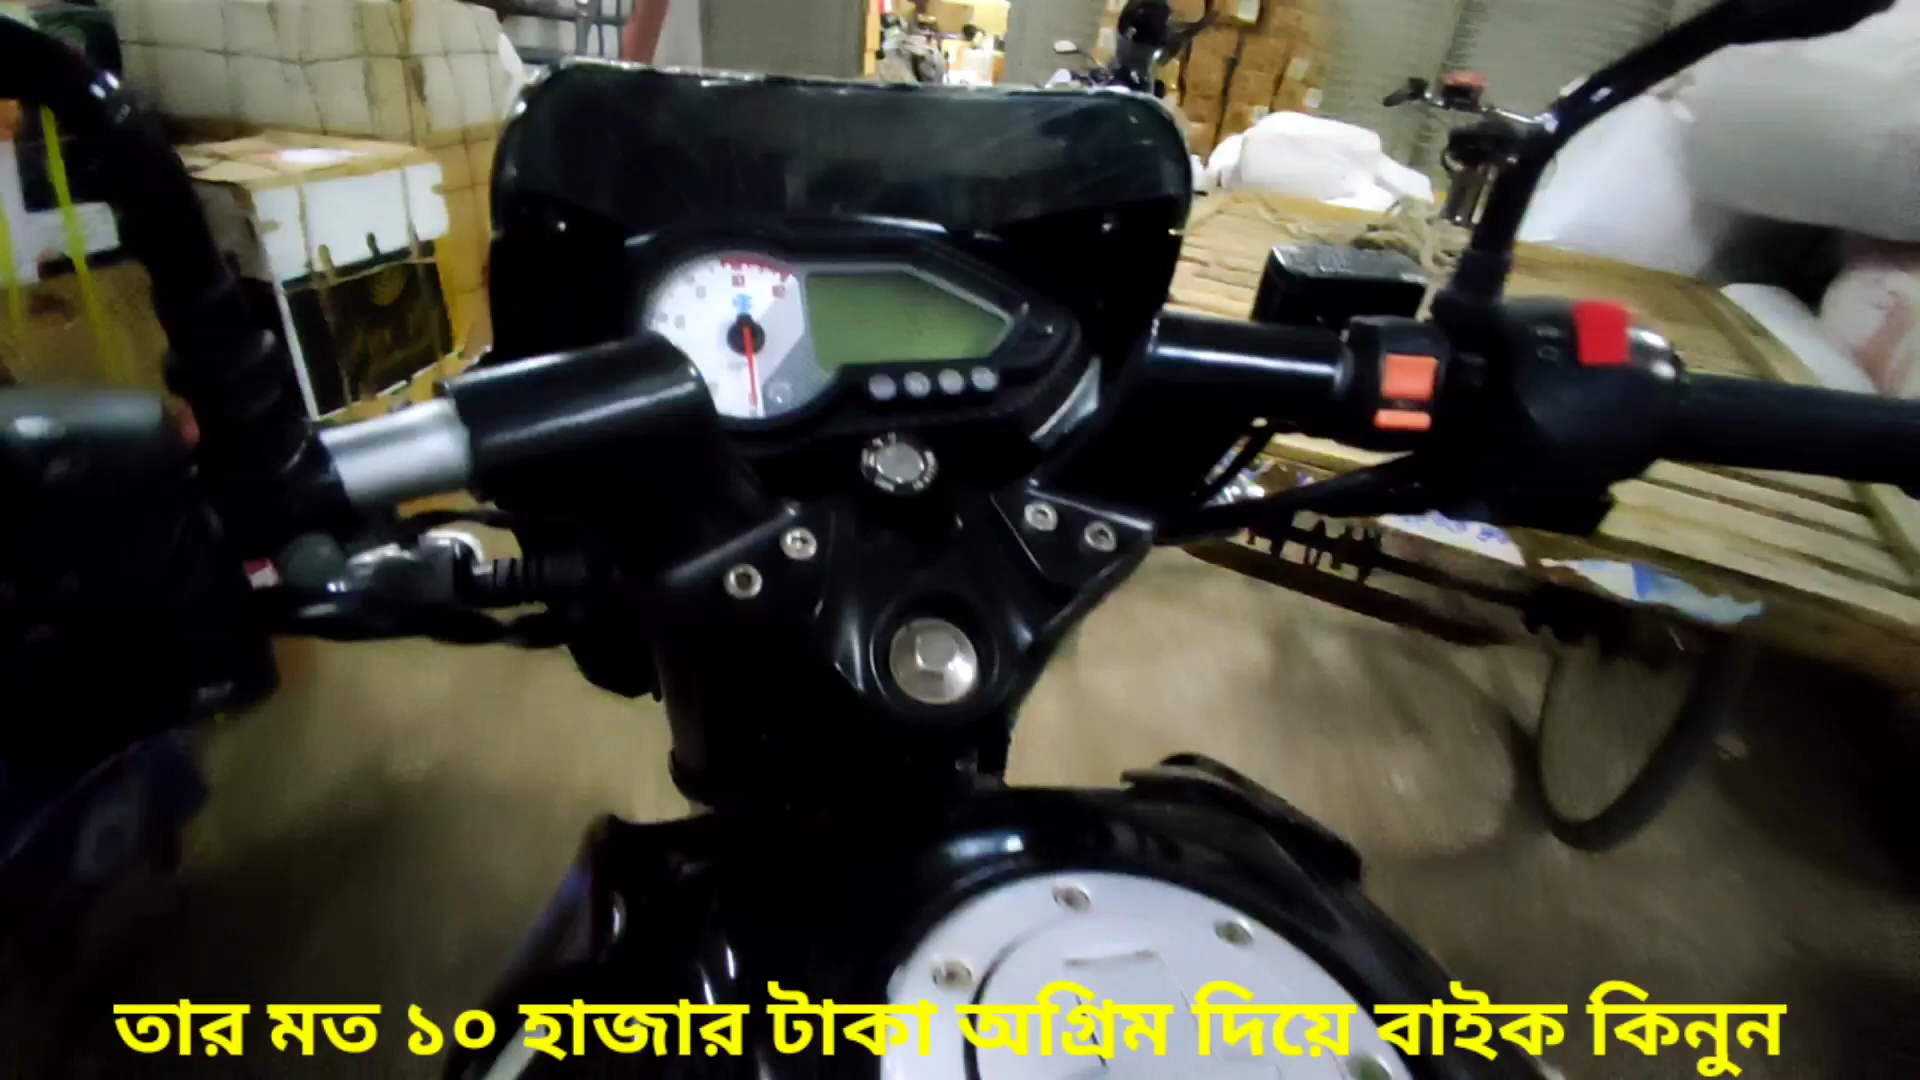 তার মত ১০ হাজার টাকা অগ্রিম দিয়ে বাইক কিনুন